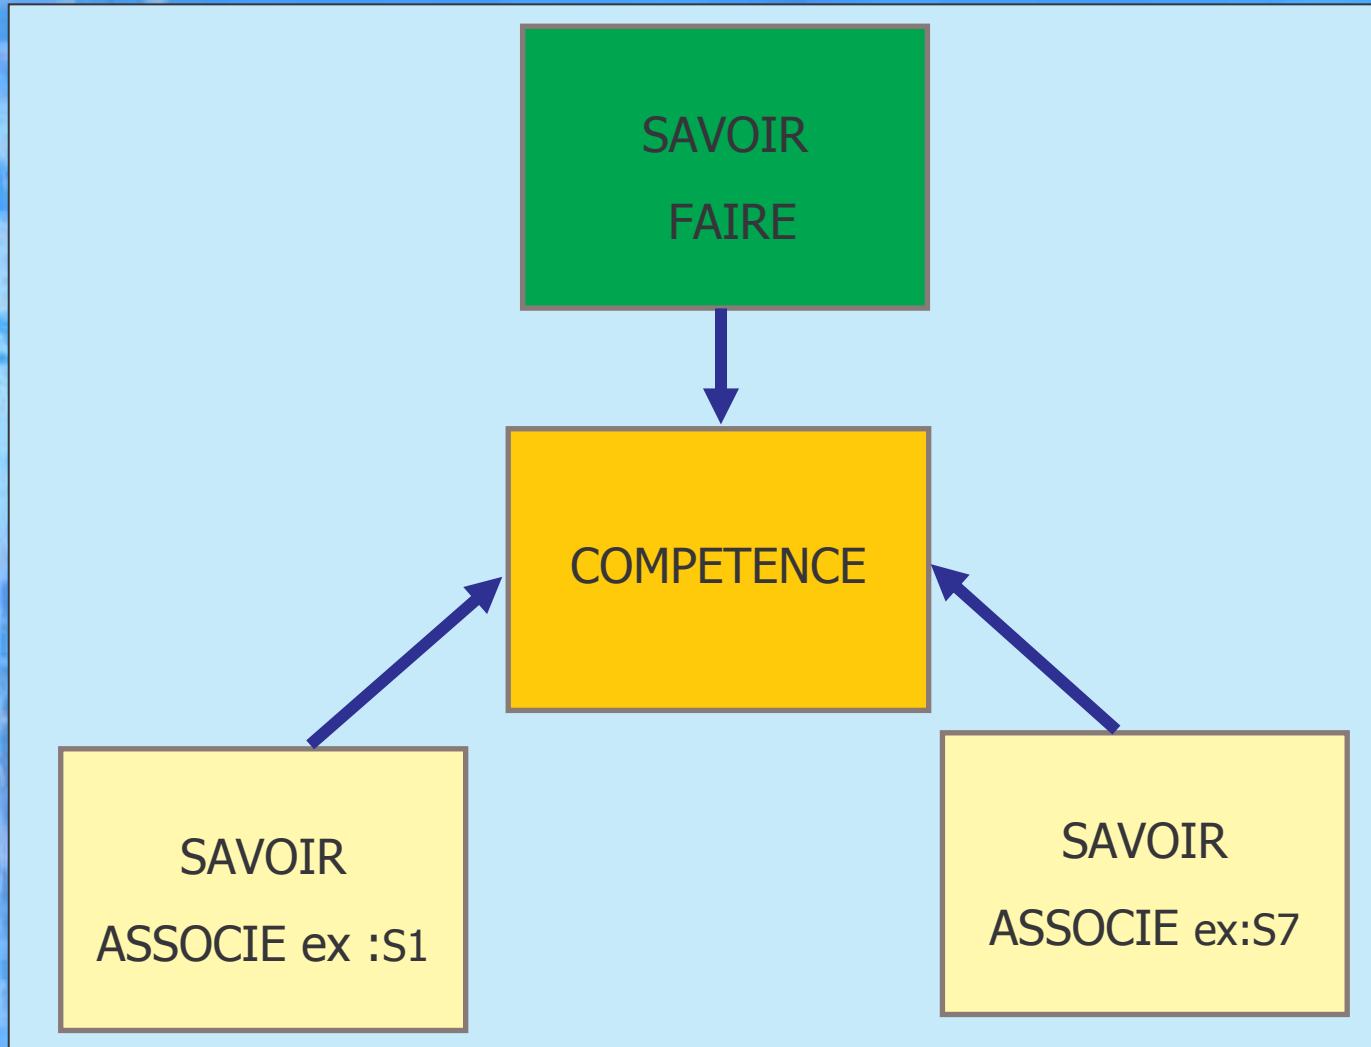 SAVOIR
FAIRE
COMPETENCE
SAVOIR
ASSOCIE ex :S1
SAVOIR
ASSOCIE ex:S7